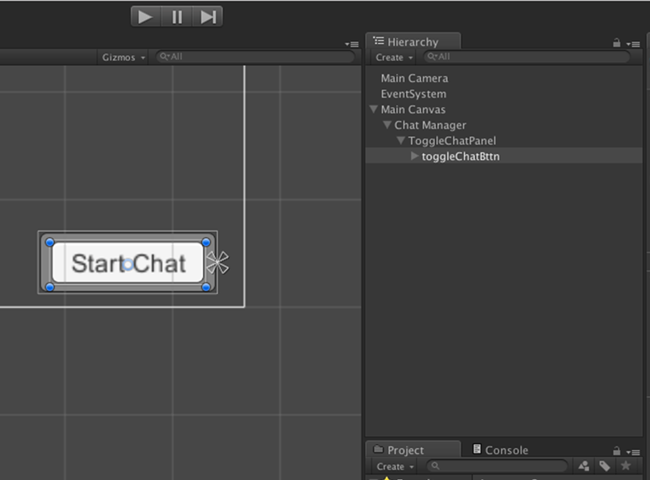 Hierarchy
Gizmos
All
Create
All
Main Camera
EventSystem
Main Canvas
Chat Manager
ToggleChatPanel
toggleChatBttn
Start Chat
Project
Console
Create